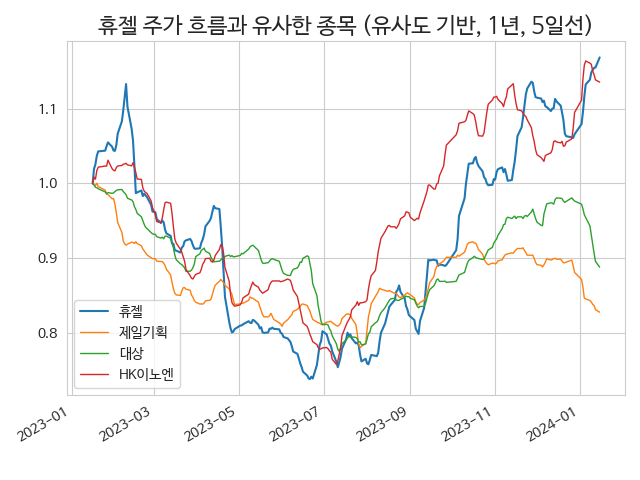 휴젤 주가 흐름과 유사한 종목 (유사도 기반, 1년, 5일선)
1.1
1.0
0.9
0.8
휴젤
제일기획
대상
HK이노엔
2023-01
2023-03
2023-05
2023-07
2023-09
2023-11
2024-01